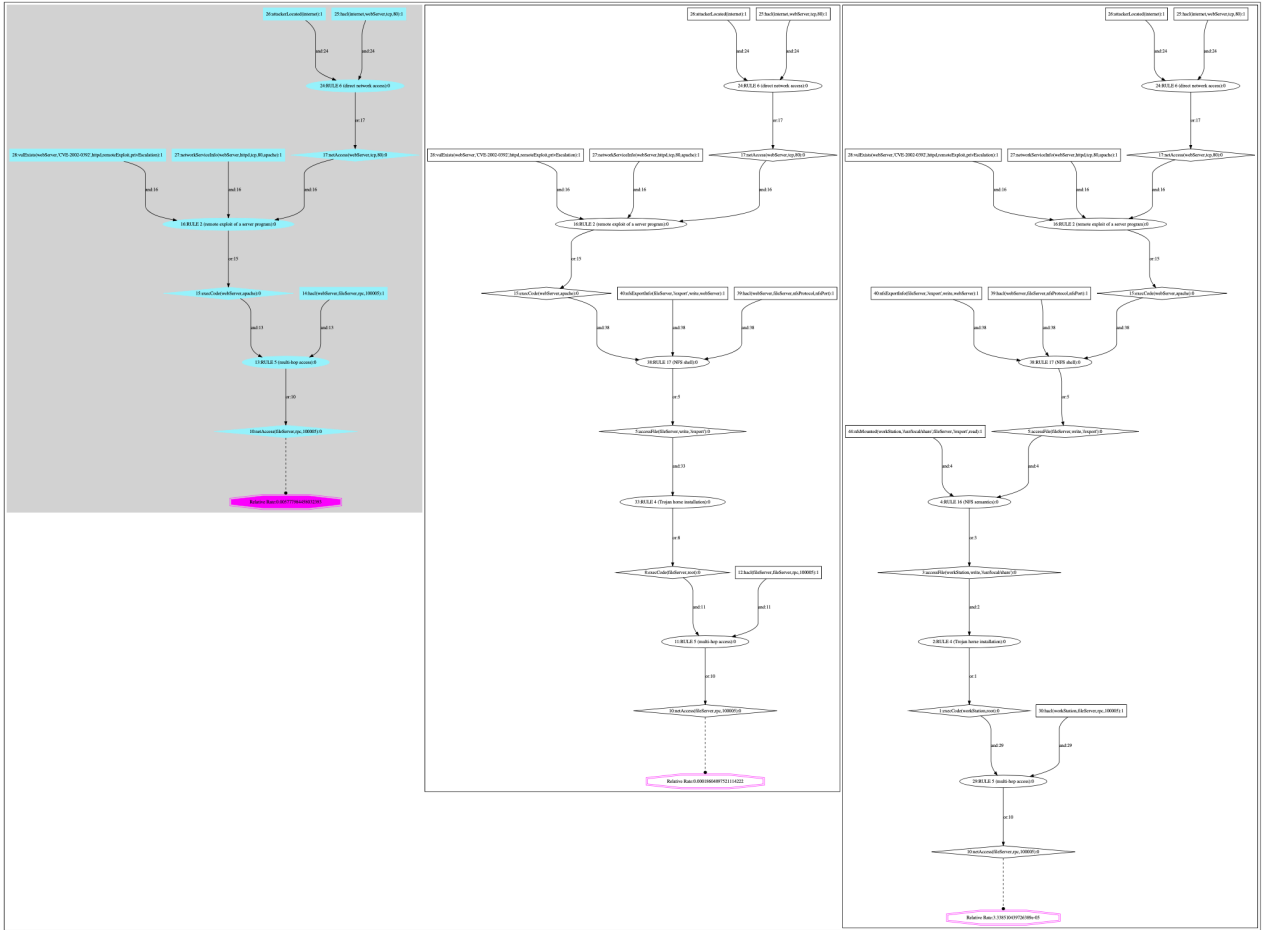 26:attackerLocated(internet):1
25:hacl(internet,webServer,tcp,80):1
and:24
and:24
24:RULE 6 (direct network access):0
or:17
28:vulExists(webServer,'CVE-2002-0392',httpd,remoteExploit,privEscalation):1
27:networkServiceInfo(webServer,httpd,tcp,80,apache):1
17:netAccess(webServer,tcp,80):0
and:16
and:16
and:16
16:RULE 2 (remote exploit of a server program):0
or:15
15:execCode(webServer,apache):0
14:hacl(webServer,fileServer,rpc,100005):1
and:13
and:13
13:RULE 5 (multi-hop access):0
or:10
10:netAccess(fileServer,rpc,100005):0
26:attackerLocated(internet):1
25:hacl(internet,webServer,tcp,80):1
and:24
and:24
24:RULE 6 (direct network access):0
or:17
28:vulExists(webServer,'CVE-2002-0392',httpd,remoteExploit,privEscalation):1
27:networkServiceInfo(webServer,httpd,tcp,80,apache):1
17:netAccess(webServer,tcp,80):0
and:16
and:16
and:16
16:RULE 2 (remote exploit of a server program):0
or:15
15:execCode(webServer,apache):0
40:nfsExportInfo(fileServer,'/export',write,webServer):1
39:hacl(webServer,fileServer,nfsProtocol,nfsPort):1
and:38
and:38
and:38
38:RULE 17 (NFS shell):0
or:5
5:accessFile(fileServer,write,'/export'):0
and:33
33:RULE 4 (Trojan horse installation):0
or:8
8:execCode(fileServer,root):0
12:hacl(fileServer,fileServer,rpc,100005):1
and:11
and:11
11:RULE 5 (multi-hop access):0
or:10
10:netAccess(fileServer,rpc,100005):0
26:attackerLocated(internet):1
25:hacl(internet,webServer,tcp,80):1
and:24
and:24
24:RULE 6 (direct network access):0
or:17
28:vulExists(webServer,'CVE-2002-0392',httpd,remoteExploit,privEscalation):1
27:networkServiceInfo(webServer,httpd,tcp,80,apache):1
17:netAccess(webServer,tcp,80):0
and:16
and:16
and:16
16:RULE 2 (remote exploit of a server program):0
or:15
40:nfsExportInfo(fileServer,'/export',write,webServer):1
39:hacl(webServer,fileServer,nfsProtocol,nfsPort):1
15:execCode(webServer,apache):0
and:38
and:38
and:38
38:RULE 17 (NFS shell):0
or:5
5:accessFile(fileServer,write,'/export'):0
and:4
and:4
4:RULE 16 (NFS semantics):0
or:3
3:accessFile(workStation,write,'/usr/local/share'):0
and:2
2:RULE 4 (Trojan horse installation):0
or:1
1:execCode(workStation,root):0
30:hacl(workStation,fileServer,rpc,100005):1
and:29
and:29
29:RULE 5 (multi-hop access):0
or:10
10:netAccess(fileServer,rpc,100005):0